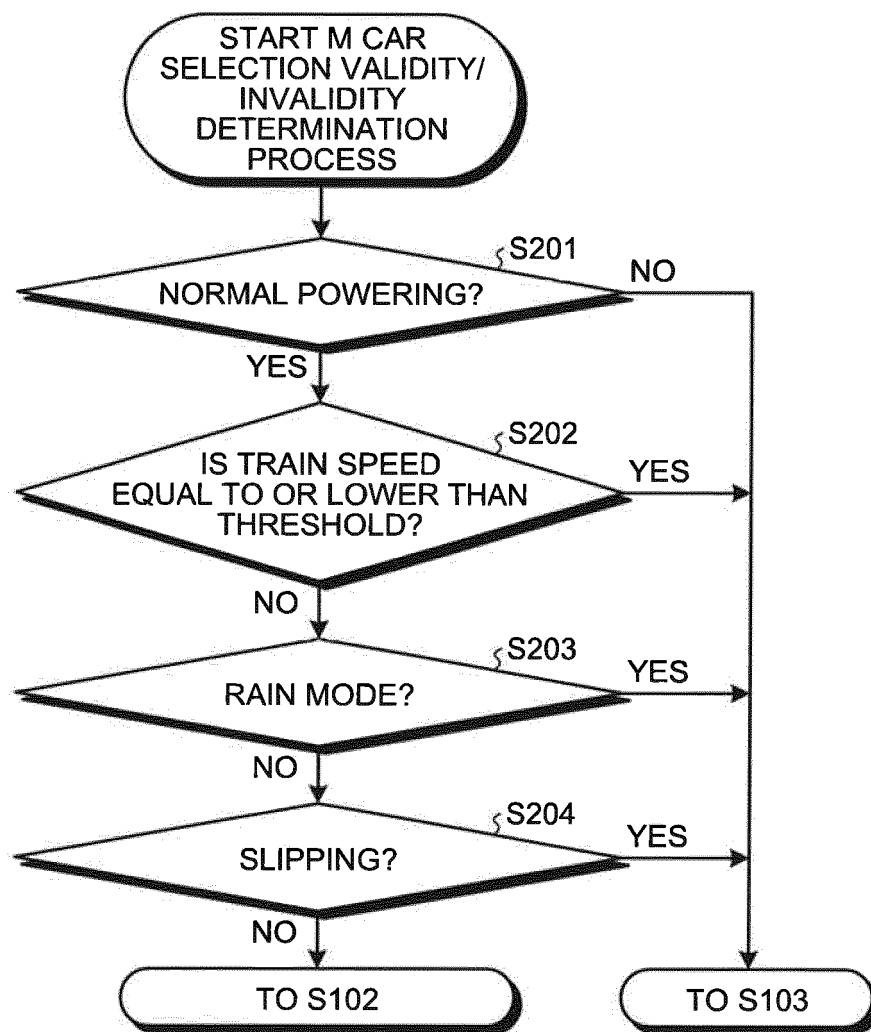 START M CAR
SELECTION VALIDITY/
INVALIDITY
DETERMINATION
PROCESS
S201
NORMAL POWERING?
NO
YES
S202
IS TRAIN SPEED
EQUAL TO OR LOWER THAN
THRESHOLD?
YES
NO
S203
RAIN MODE?
YES
NO
S204
SLIPPING?
YES
NO
TO S102
TO S103